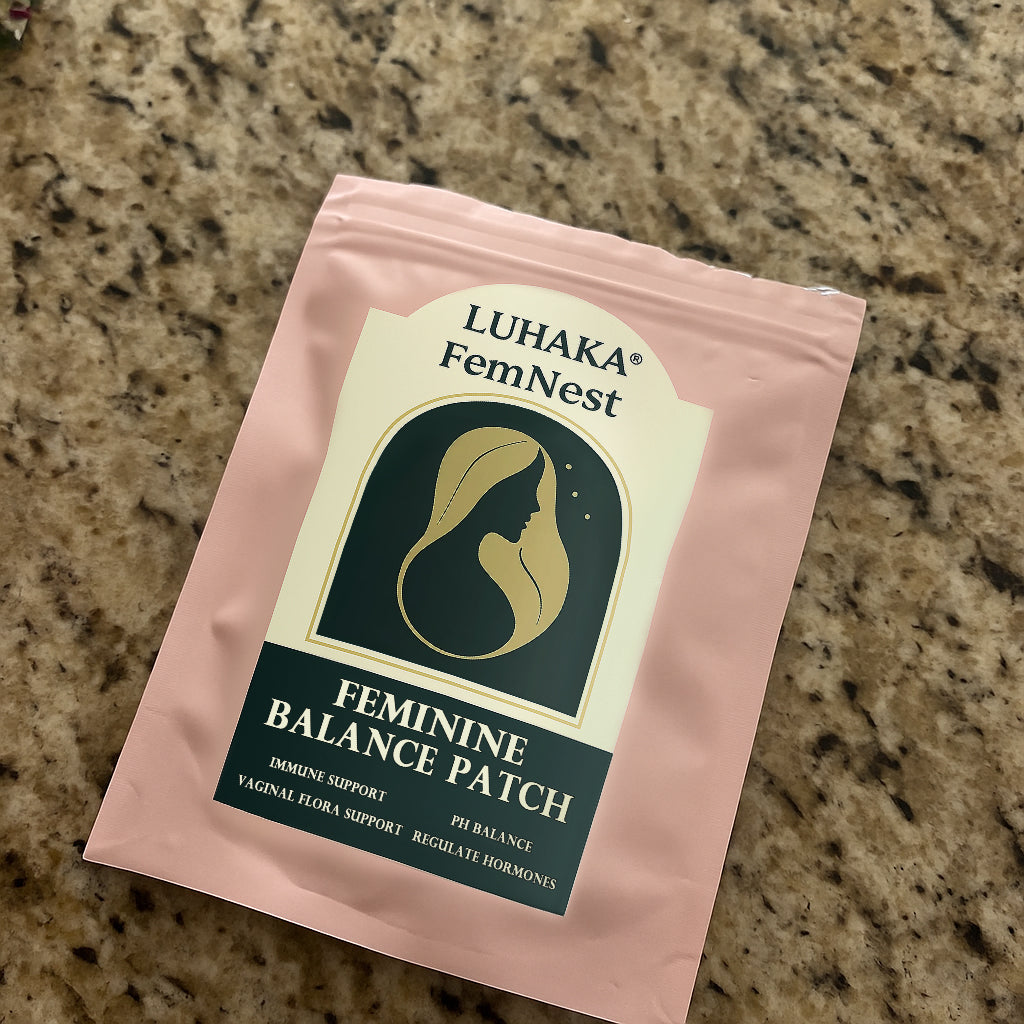 LUHAKA®
FemNest
FEMININE
BALANCE PATCH
IMMUNE SUPPORT
PH BALANCE
VAGINAL FLORA SUPPORT
REGULATE HORMONES